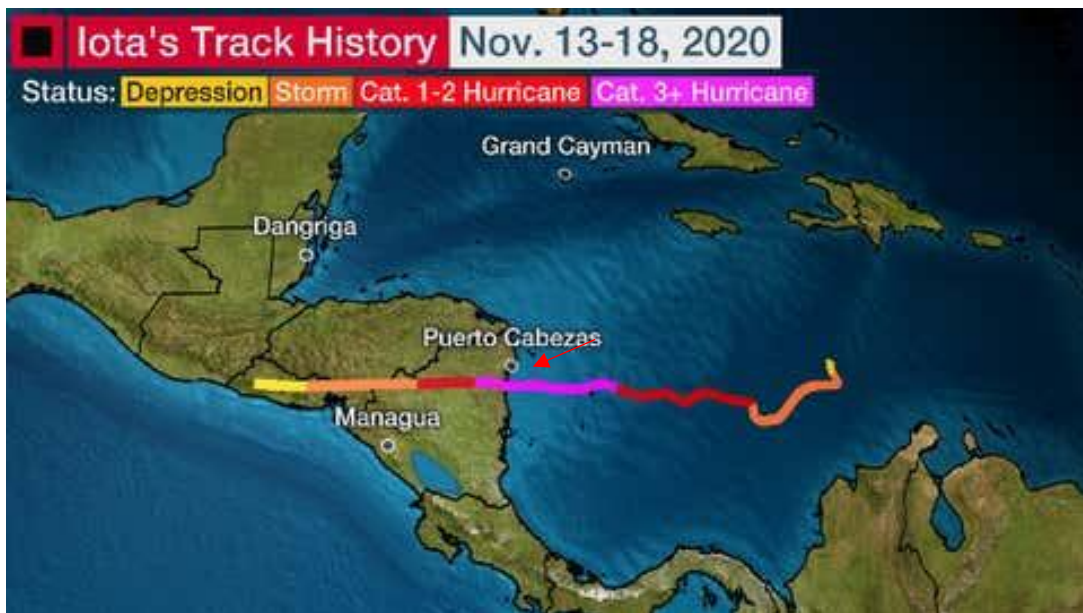 Iota's Track History Nov. 13-18, 2020
Status: Depression Storm Cat. 1-2 Hurricane Cat. 3+ Hurricane
Grand Cayman
Dangriga
Puerto Cabezas
Managua